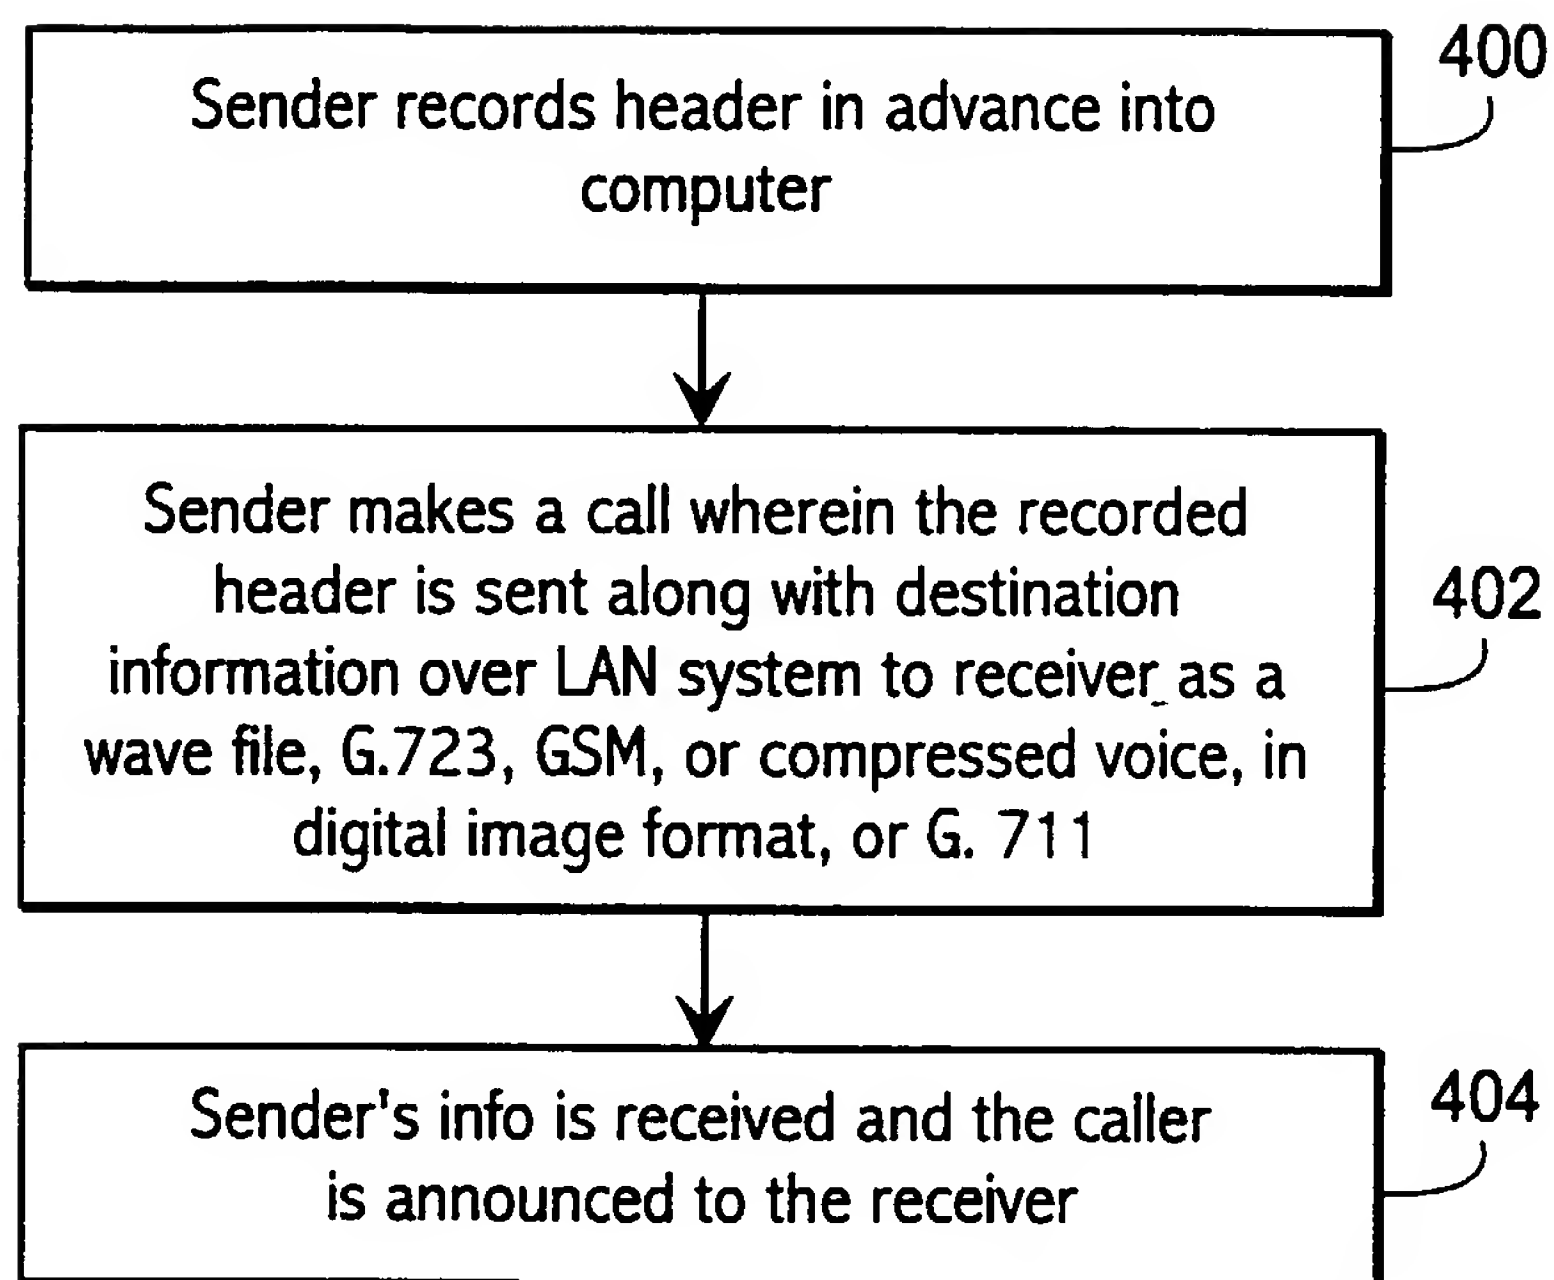 400
Sender records header in advance into
computer
Sender makes a call wherein the recorded
header is sent along with destination
information over LAN system to receiver as a
wave file, G.723, GSM, or compressed voice, in
digital image format, or G. 711
402
Sender's info is received and the caller
is announced to the receiver
404